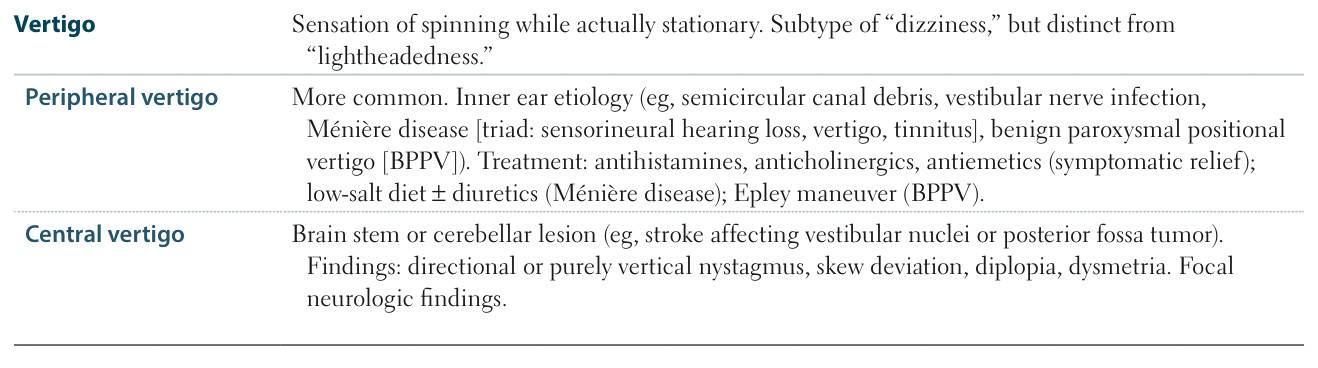 Vertigo Sensation of spinning while actually stationary. Subtype of “dizziness,” but distinct from
“lightheadedness.”
Peripheral vertigo More common. Inner ear etiology (eg, semicircular canal debris, vestibular nerve infection,
Ménière disease [triad: sensorineural hearing loss, vertigo, tinnitus], benign paroxysmal positional
vertigo [BPPV]). Treatment: antihistamines, anticholinergics, antiemetics (symptomatic relief);
low-salt diet ± diuretics (Ménière disease); Epley maneuver (BPPV).
Central vertigo Brain stem or cerebellar lesion (eg, stroke affecting vestibular nuclei or posterior fossa tumor).
Findings: directional or purely vertical nystagmus, skew deviation, diplopia, dysmetria. Focal
neurologic findings.